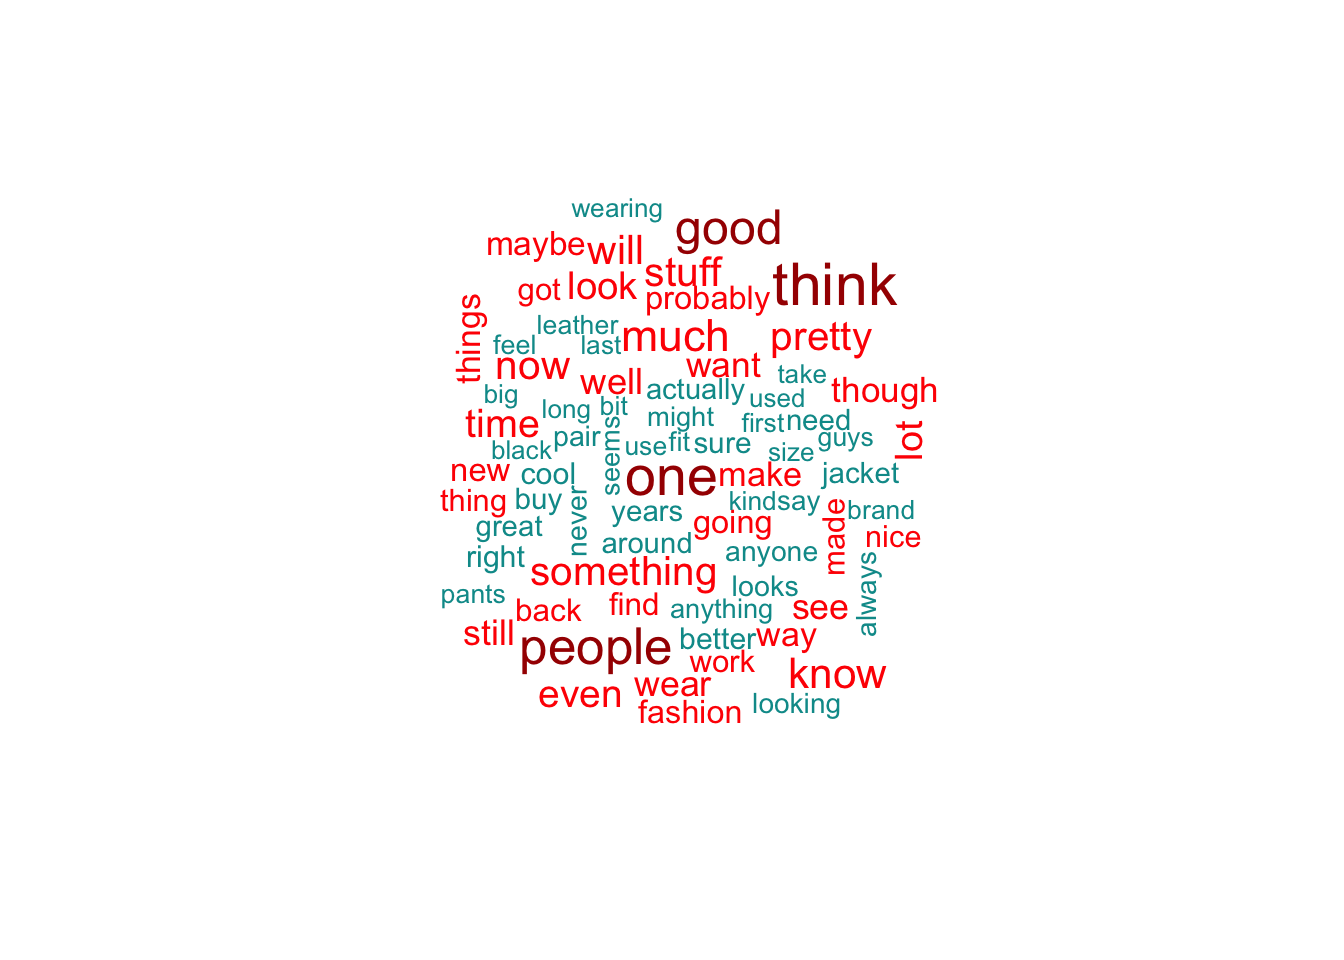 wearing
good
maybe will
stuff
think
got look probably
things
leather
much pretty
feel last
now want
well actually take though
big used
long bit might
time first need lot
pair use fit sure guys
black seems size
new cool one make jacket
thing buy kind say
never years brand
great going made nice
around anyone
right
something looks always
pants back find anything see
still people better way
work know
even wear
fashion looking